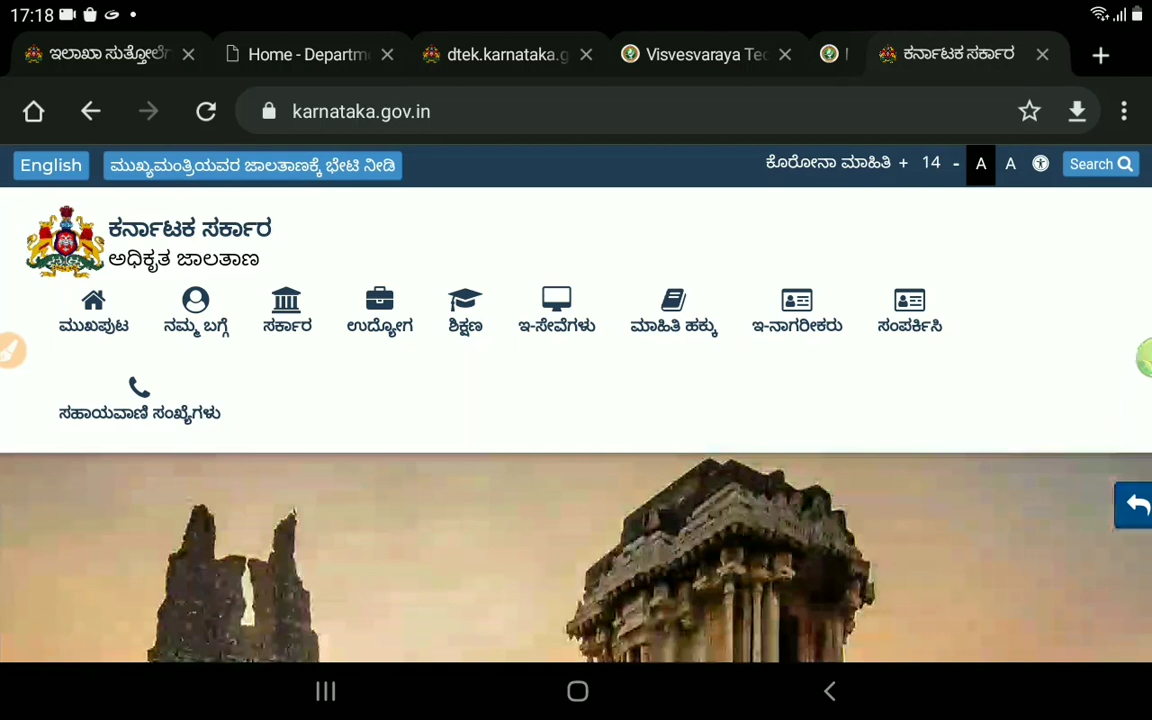 17:18
ಇಲಾಖಾ ಸುತ್ತೋಲೆ
Home - Departm
dtek.karnataka.g
Visvesvaraya Tec
ಕರ್ನಾಟಕ ಸರ್ಕಾರ
karnataka.gov.in
English ಮುಖ್ಯಮಂತ್ರಿಯವರ ಜಾಲತಾಣಕ್ಕೆ ಭೇಟಿ ನೀಡಿ ಕೊರೋನಾ ಮಾಹಿತಿ + 14 - A A Search
ಕರ್ನಾಟಕ ಸರ್ಕಾರ
ಅಧಿಕೃತ ಜಾಲತಾಣ
ಮುಖಪುಟ ನಮ್ಮ ಬಗ್ಗೆ ಸರ್ಕಾರ ಉದ್ಯೋಗ ಶಿಕ್ಷಣ ಇ-ಸೇವೆಗಳು ಮಾಹಿತಿ ಹಕ್ಕು ಇ-ನಾಗರೀಕರು ಸಂಪರ್ಕಿಸಿ
ಸಹಾಯವಾಣಿ ಸಂಖ್ಯೆಗಳು